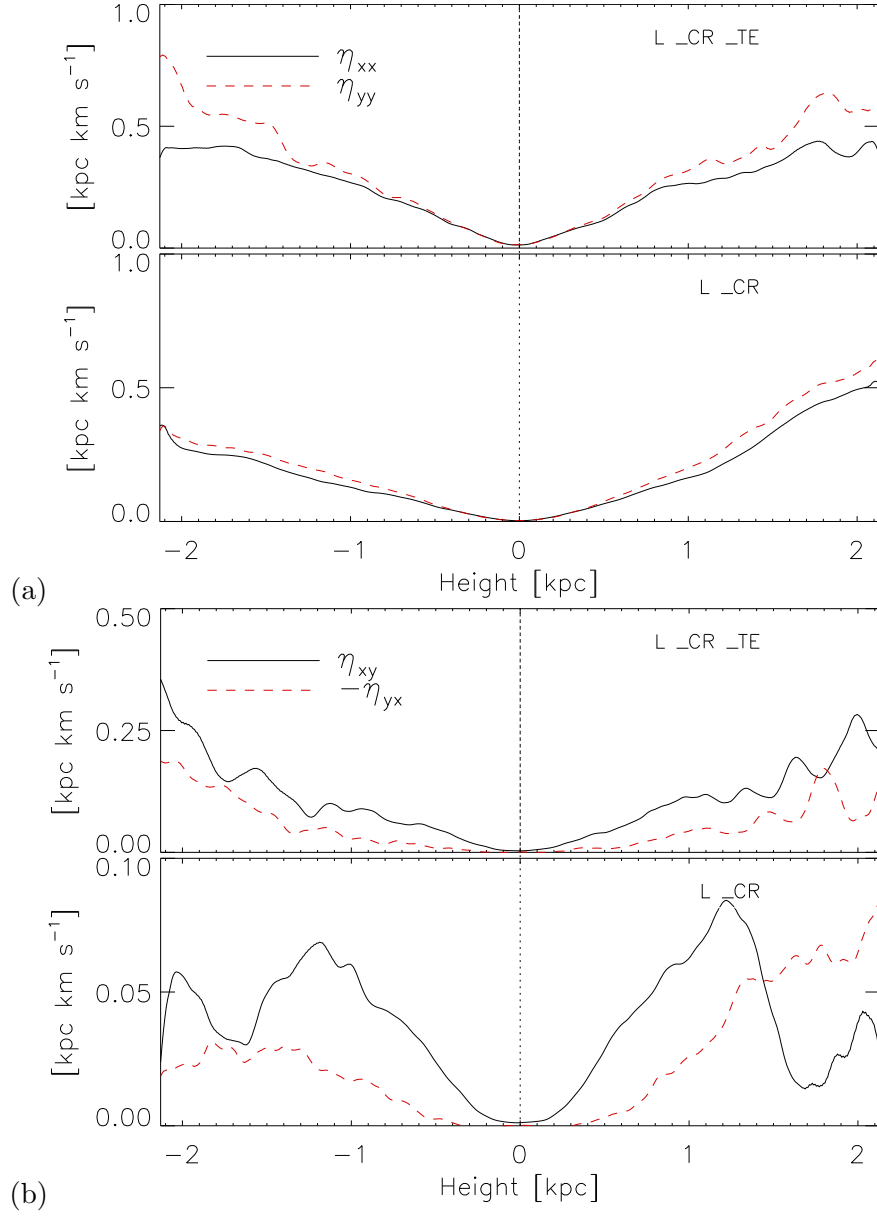 1.0
L _CR _TE
η_xx
η_yy
0.5
0.0
[kpc km s⁻¹]
1.0
L _CR
0.5
0.0
[kpc km s⁻¹]
−2 −1 0 1 2
Height [kpc]
(a)
0.50
L _CR _TE
η_xy
−η_yx
0.25
0.00
[kpc km s⁻¹]
0.10
L _CR
0.05
0.00
[kpc km s⁻¹]
−2 −1 0 1 2
Height [kpc]
(b)